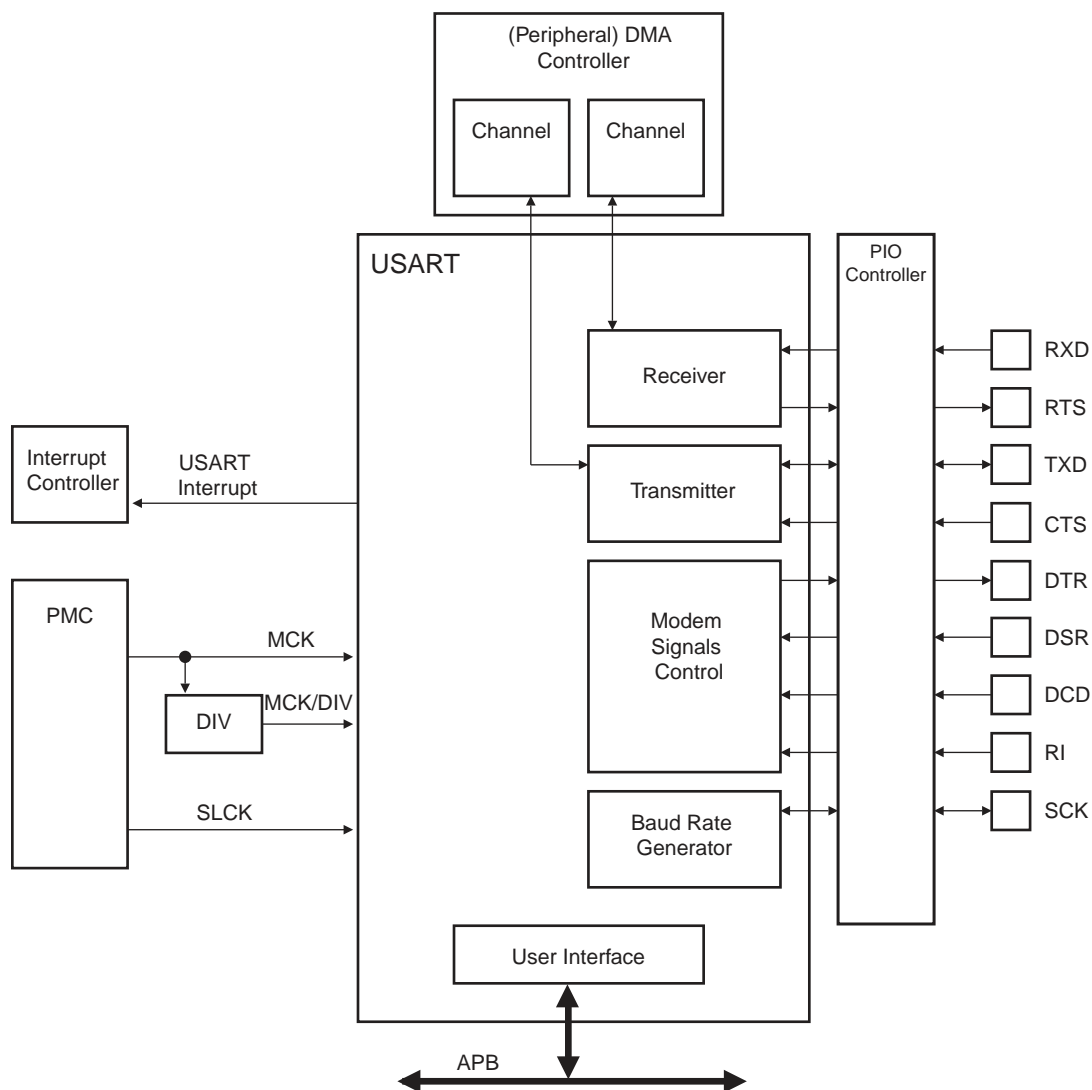 (Peripheral) DMA
Controller
Channel
Channel
USART
PIO
Controller
Receiver
RXD
RTS
Interrupt
Controller
USART
Interrupt
Transmitter
TXD
CTS
PMC
MCK
DIV
MCK/DIV
SLCK
Modem
Signals
Control
DTR
DSR
DCD
RI
Baud Rate
Generator
SCK
User Interface
APB